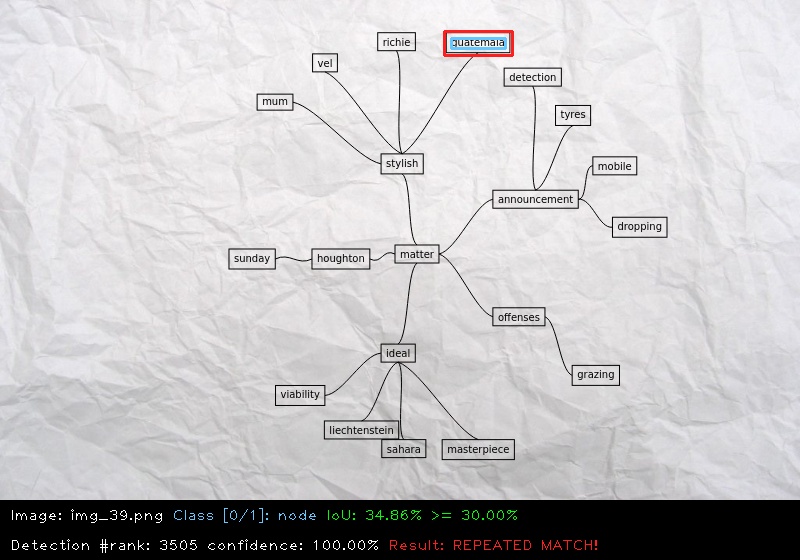 richie
guatemala
vel
detection
mum
tyres
stylish
mobile
announcement
dropping
sunday
houghton
matter
offenses
ideal
grazing
viability
liechtenstein
sahara
masterpiece
Image: img_39.png Class [0/1]: node IoU: 34.86% >= 30.00%
Detection #rank: 3505 confidence: 100.00% Result: REPEATED MATCH!